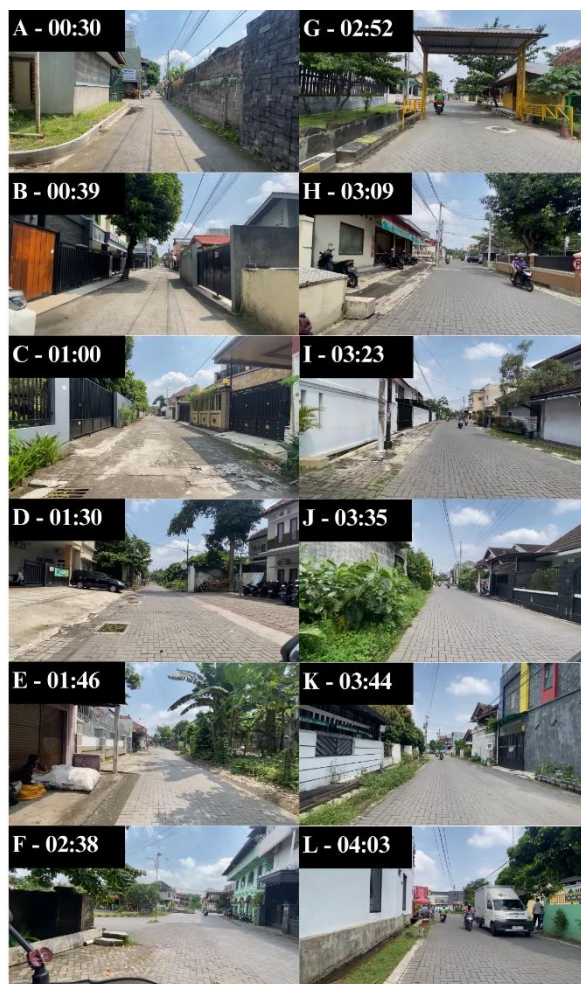 A - 00:30
B - 00:39
C - 01:00
D - 01:30
E - 01:46
F - 02:38
G - 02:52
H - 03:09
I - 03:23
J - 03:35
K - 03:44
L - 04:03